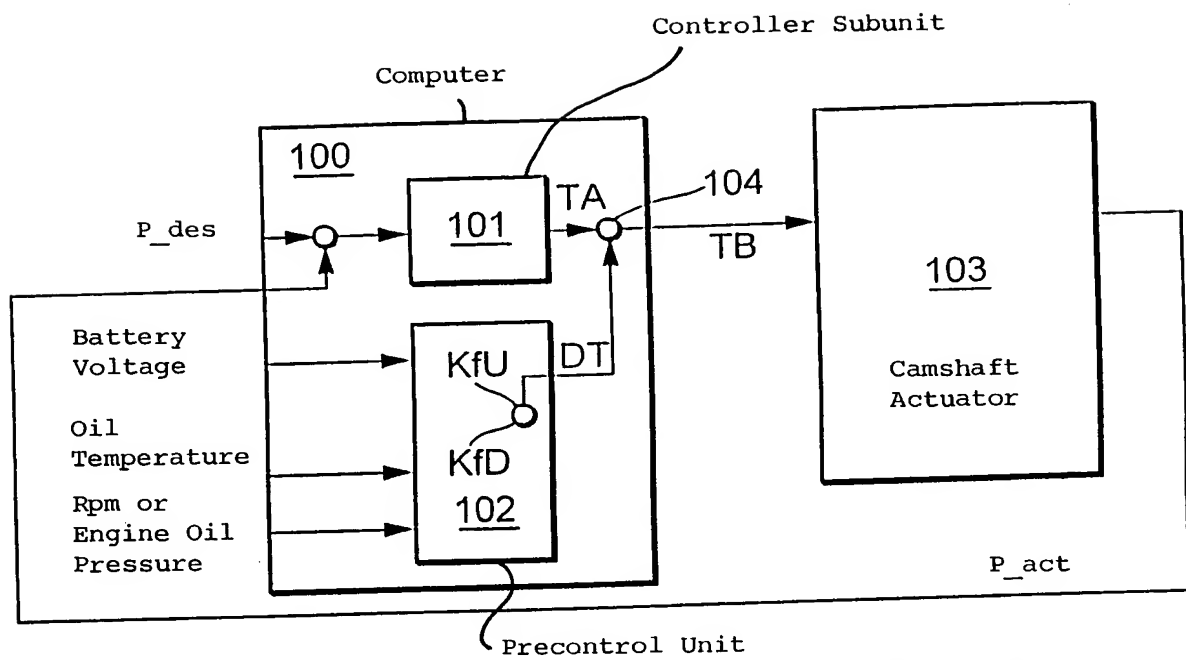 Controller Subunit
Computer
100
P_des
101
TA
104
TB
103
Camshaft
Actuator
Battery
Voltage
KfU
DT
Oil
Temperature
KfD
102
Rpm or
Engine Oil
Pressure
P_act
Precontrol Unit